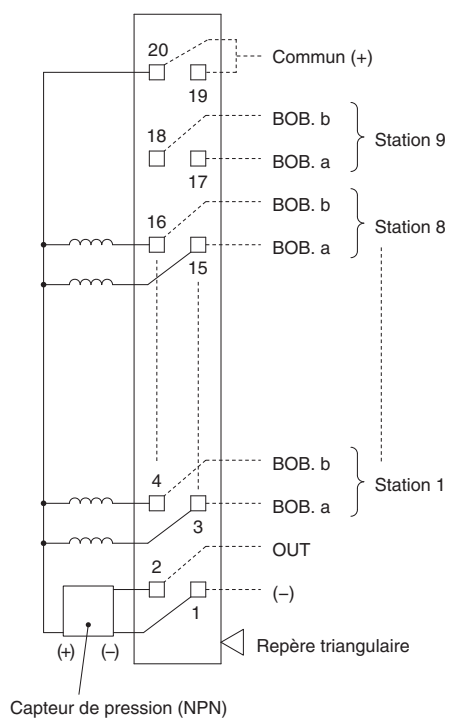 20
Commun (+)
19
18
BOB. b
Station 9
BOB. a
17
16
BOB. b
Station 8
BOB. a
15
4
BOB. b
Station 1
BOB. a
3
2
OUT
(–)
1
(+) (–)
Repère triangulaire
Capteur de pression (NPN)